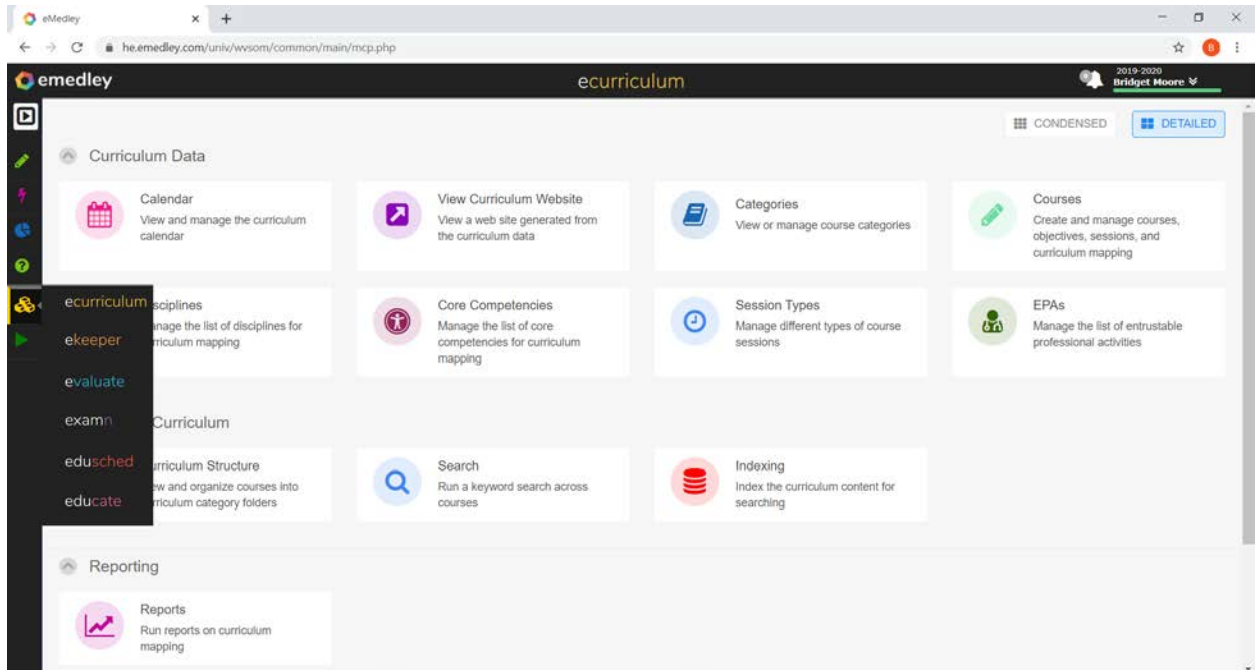 eMedley
he.emedley.com/univ/wvsom/common/main/mcp.php
B
emedley
ecurriculum
2019-2020
Bridget Moore
CONDENSED
DETAILED
Curriculum Data
Calendar
View and manage the curriculum
calendar
View Curriculum Website
View a web site generated from
the curriculum data
Categories
View or manage course categories
Courses
Create and manage courses,
objectives, sessions, and
curriculum mapping
ecurriculum
ekeeper
evaluate
examn
edusched
educate
sciplines
anage the list of disciplines for
rriculum mapping
Core Competencies
Manage the list of core
competencies for curriculum
mapping
Session Types
Manage different types of course
sessions
EPAs
Manage the list of entrustable
professional activities
Curriculum
urriculum Structure
ew and organize courses into
rriculum category folders
Search
Run a keyword search across
courses
Indexing
Index the curriculum content for
searching
Reporting
Reports
Run reports on curriculum
mapping